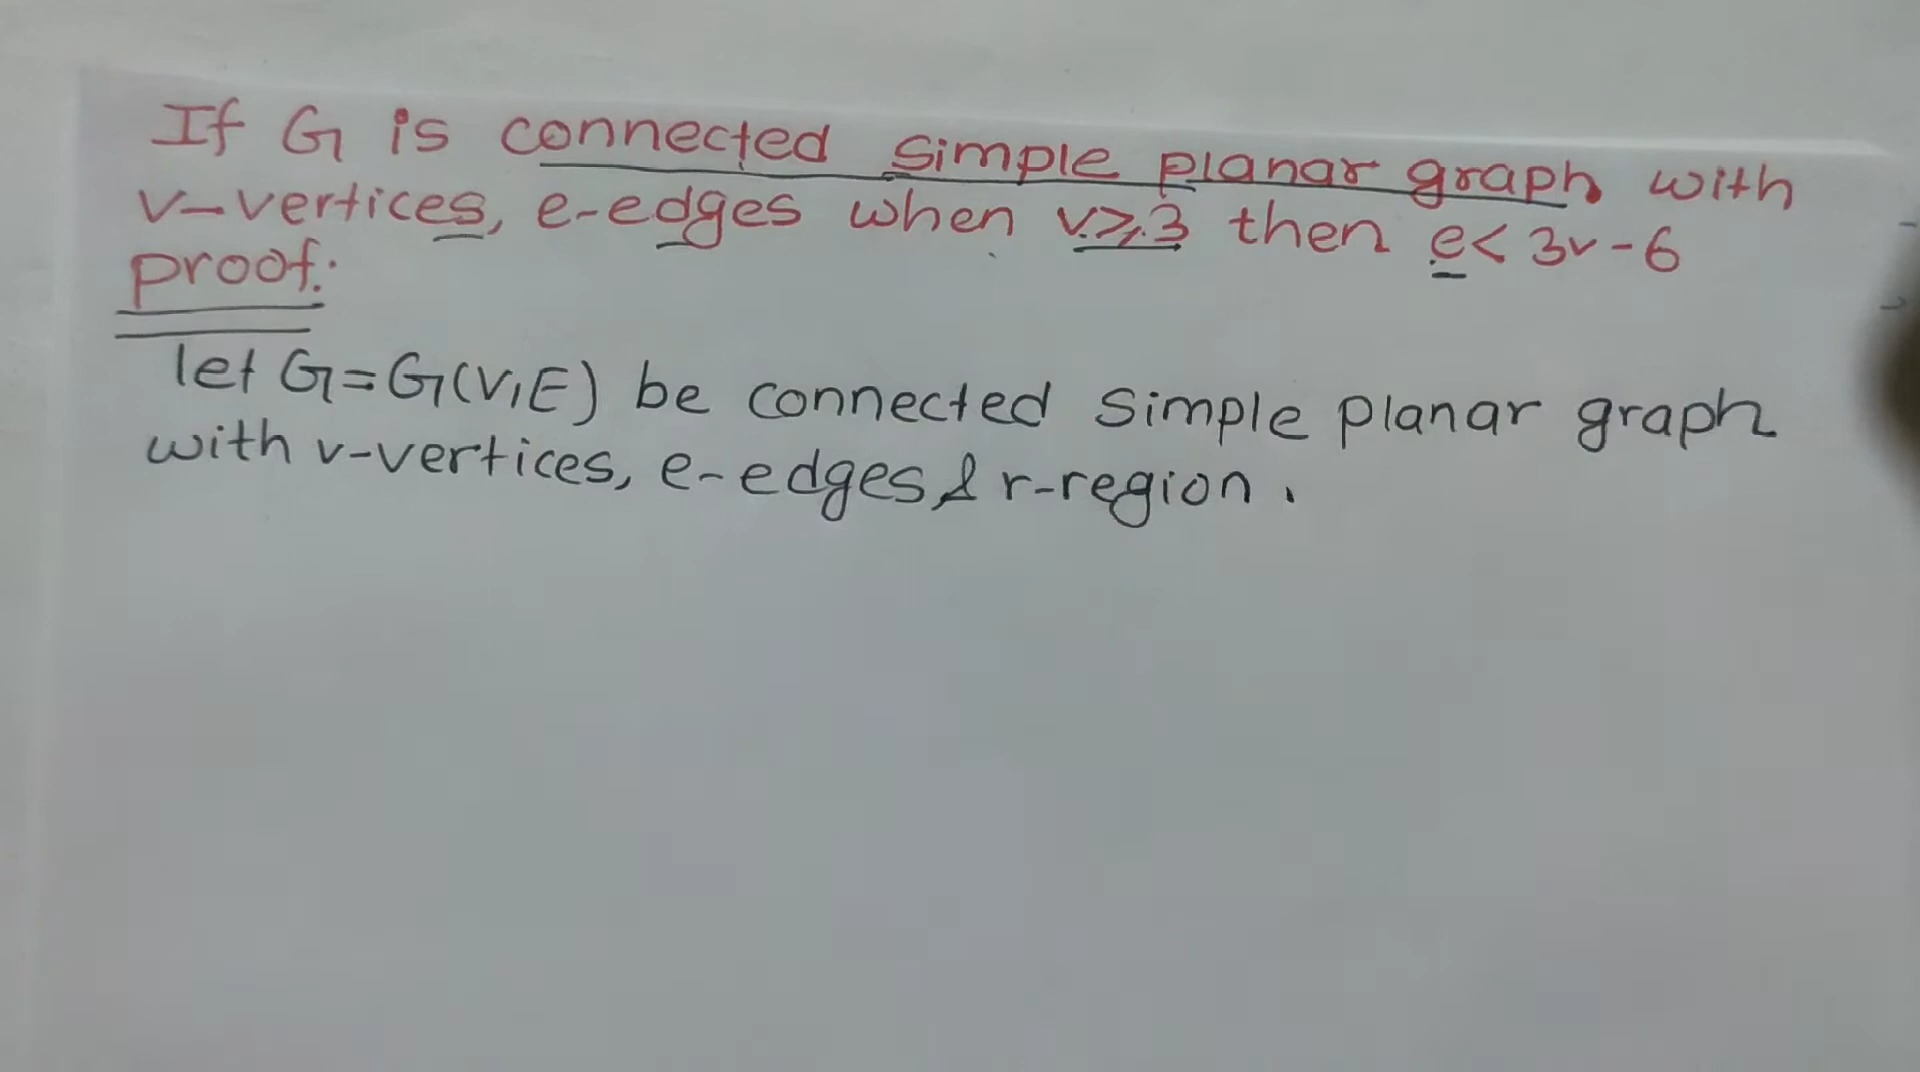 If G is connected simple planar graph with
v-vertices, e-edges when v≥3 then e< 3v-6
proof:
let G=G(V,E) be connected simple planar graph
with v-vertices, e-edges & r-region.